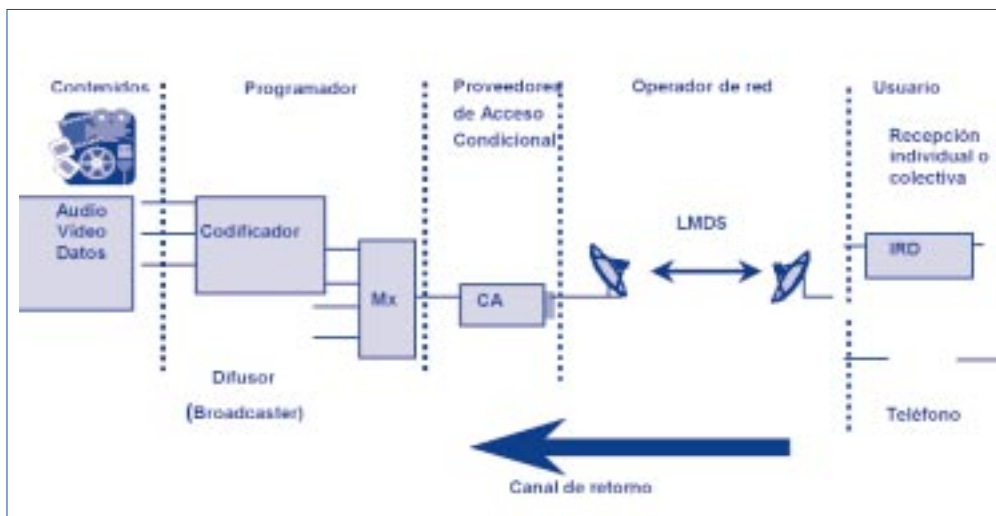 Contenidos
Programador
Proveedores
de Acceso
Condicional
Operador de red
Usuario
Recepción
individual o
colectiva
Audio
Vídeo
Datos
Codificador
Mx
CA
LMDS
IRD
Difusor
(Broadcaster)
Teléfono
Canal de retorno